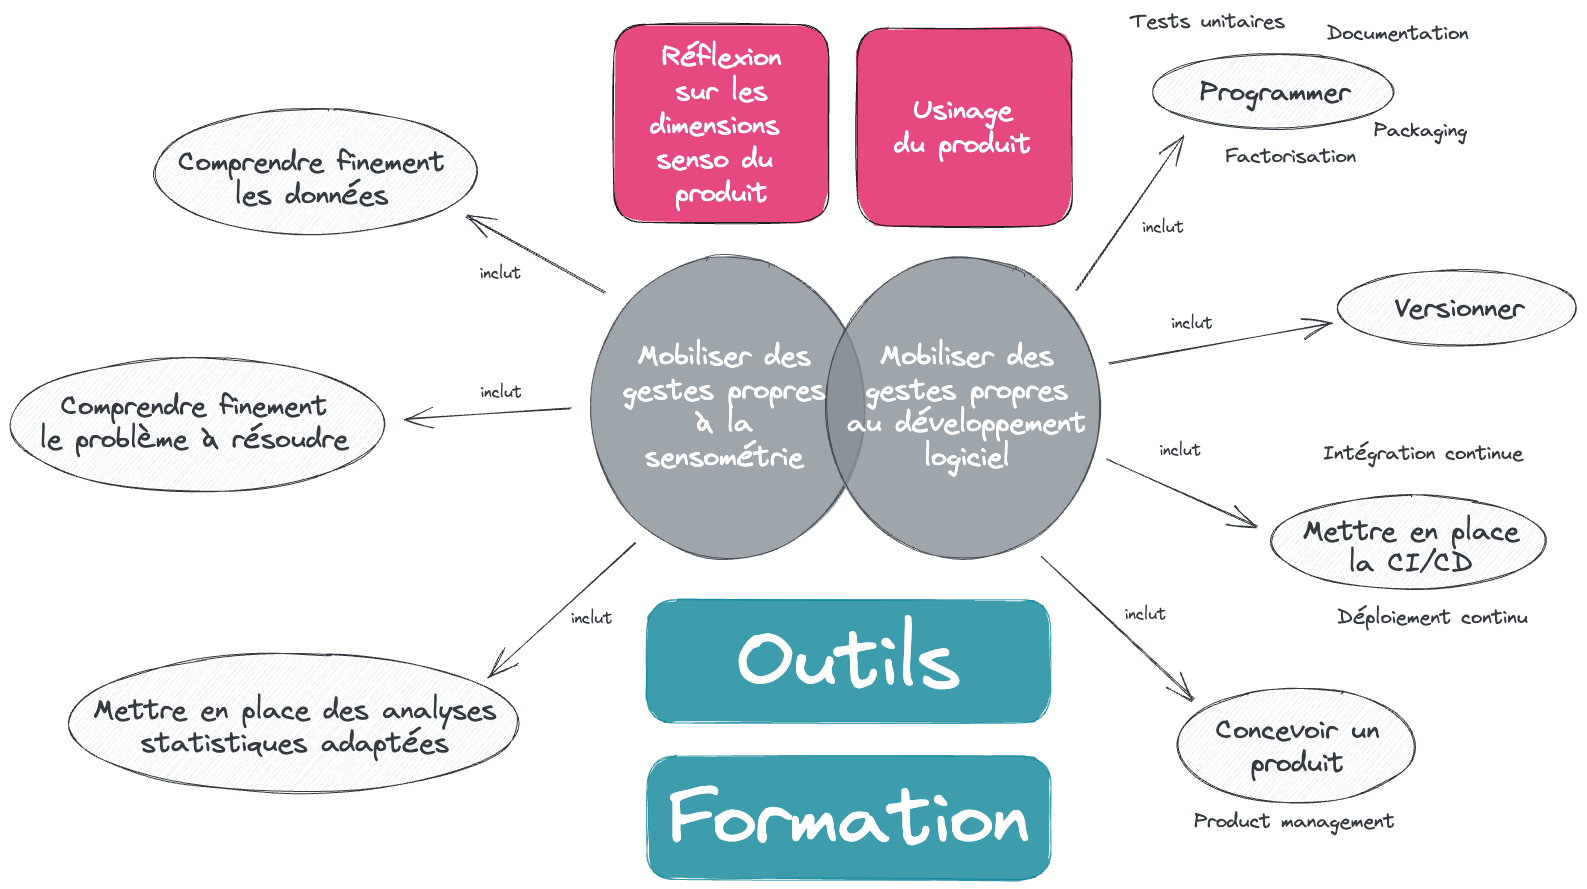 Tests unitaires
Documentation
Programmer
Packaging
Factorisation
Réflexion
sur les
dimensions
senso du
produit
Usinage
du produit
Comprendre finement
les données
inclut
inclut
Versionner
inclut
Mobiliser des
gestes propres
à la
sensométrie
Mobiliser des
gestes propres
au développement
logiciel
Comprendre finement
le problème à résoudre
inclut
inclut
Intégration continue
Mettre en place
la CI/CD
Déploiement continu
inclut
inclut
Outils
Mettre en place des analyses
statistiques adaptées
Concevoir un
produit
Product management
Formation